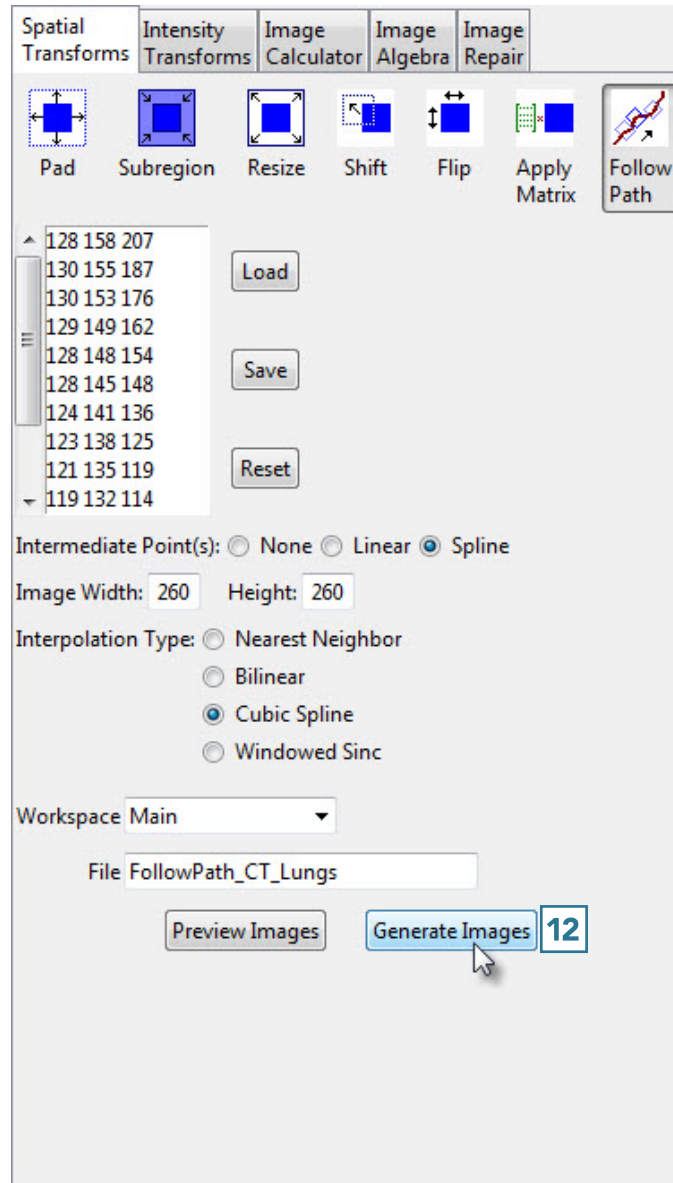 Spatial Transforms Intensity Transforms Image Calculator Image Algebra Image Repair
Pad Subregion Resize Shift Flip Apply Matrix Follow Path
128 158 207
130 155 187
130 153 176
129 149 162
128 148 154
128 145 148
124 141 136
123 138 125
121 135 119
119 132 114
Load
Save
Reset
Intermediate Point(s): None Linear Spline
Image Width: 260 Height: 260
Interpolation Type: Nearest Neighbor
Bilinear
Cubic Spline
Windowed Sinc
Workspace Main
File FollowPath_CT_Lungs
Preview Images Generate Images 12